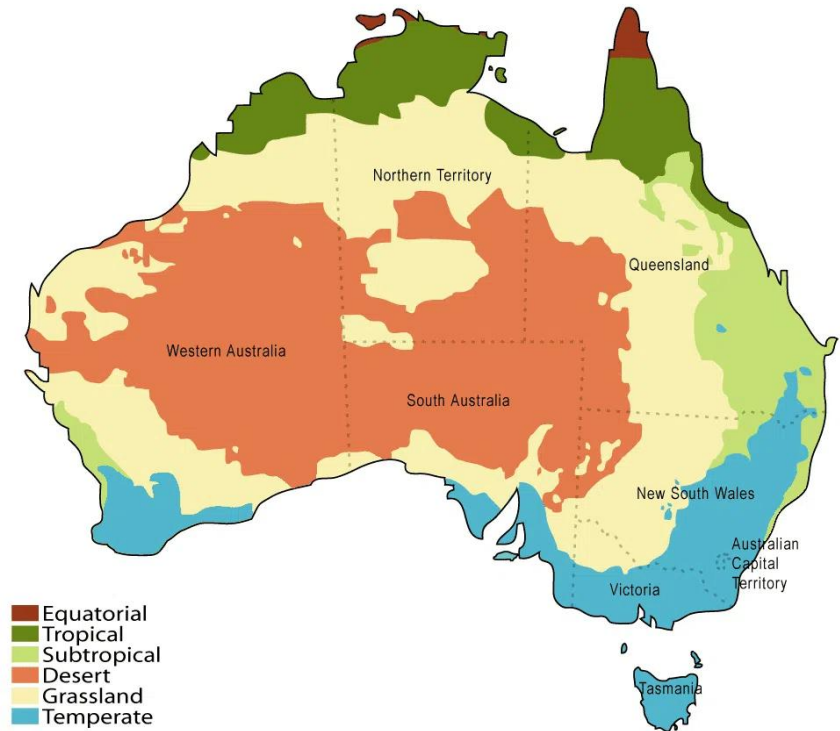 Northern Territory
Queensland
Western Australia
South Australia
New South Wales
Australian
Capital
Territory
Victoria
Tasmania
Equatorial
Tropical
Subtropical
Desert
Grassland
Temperate